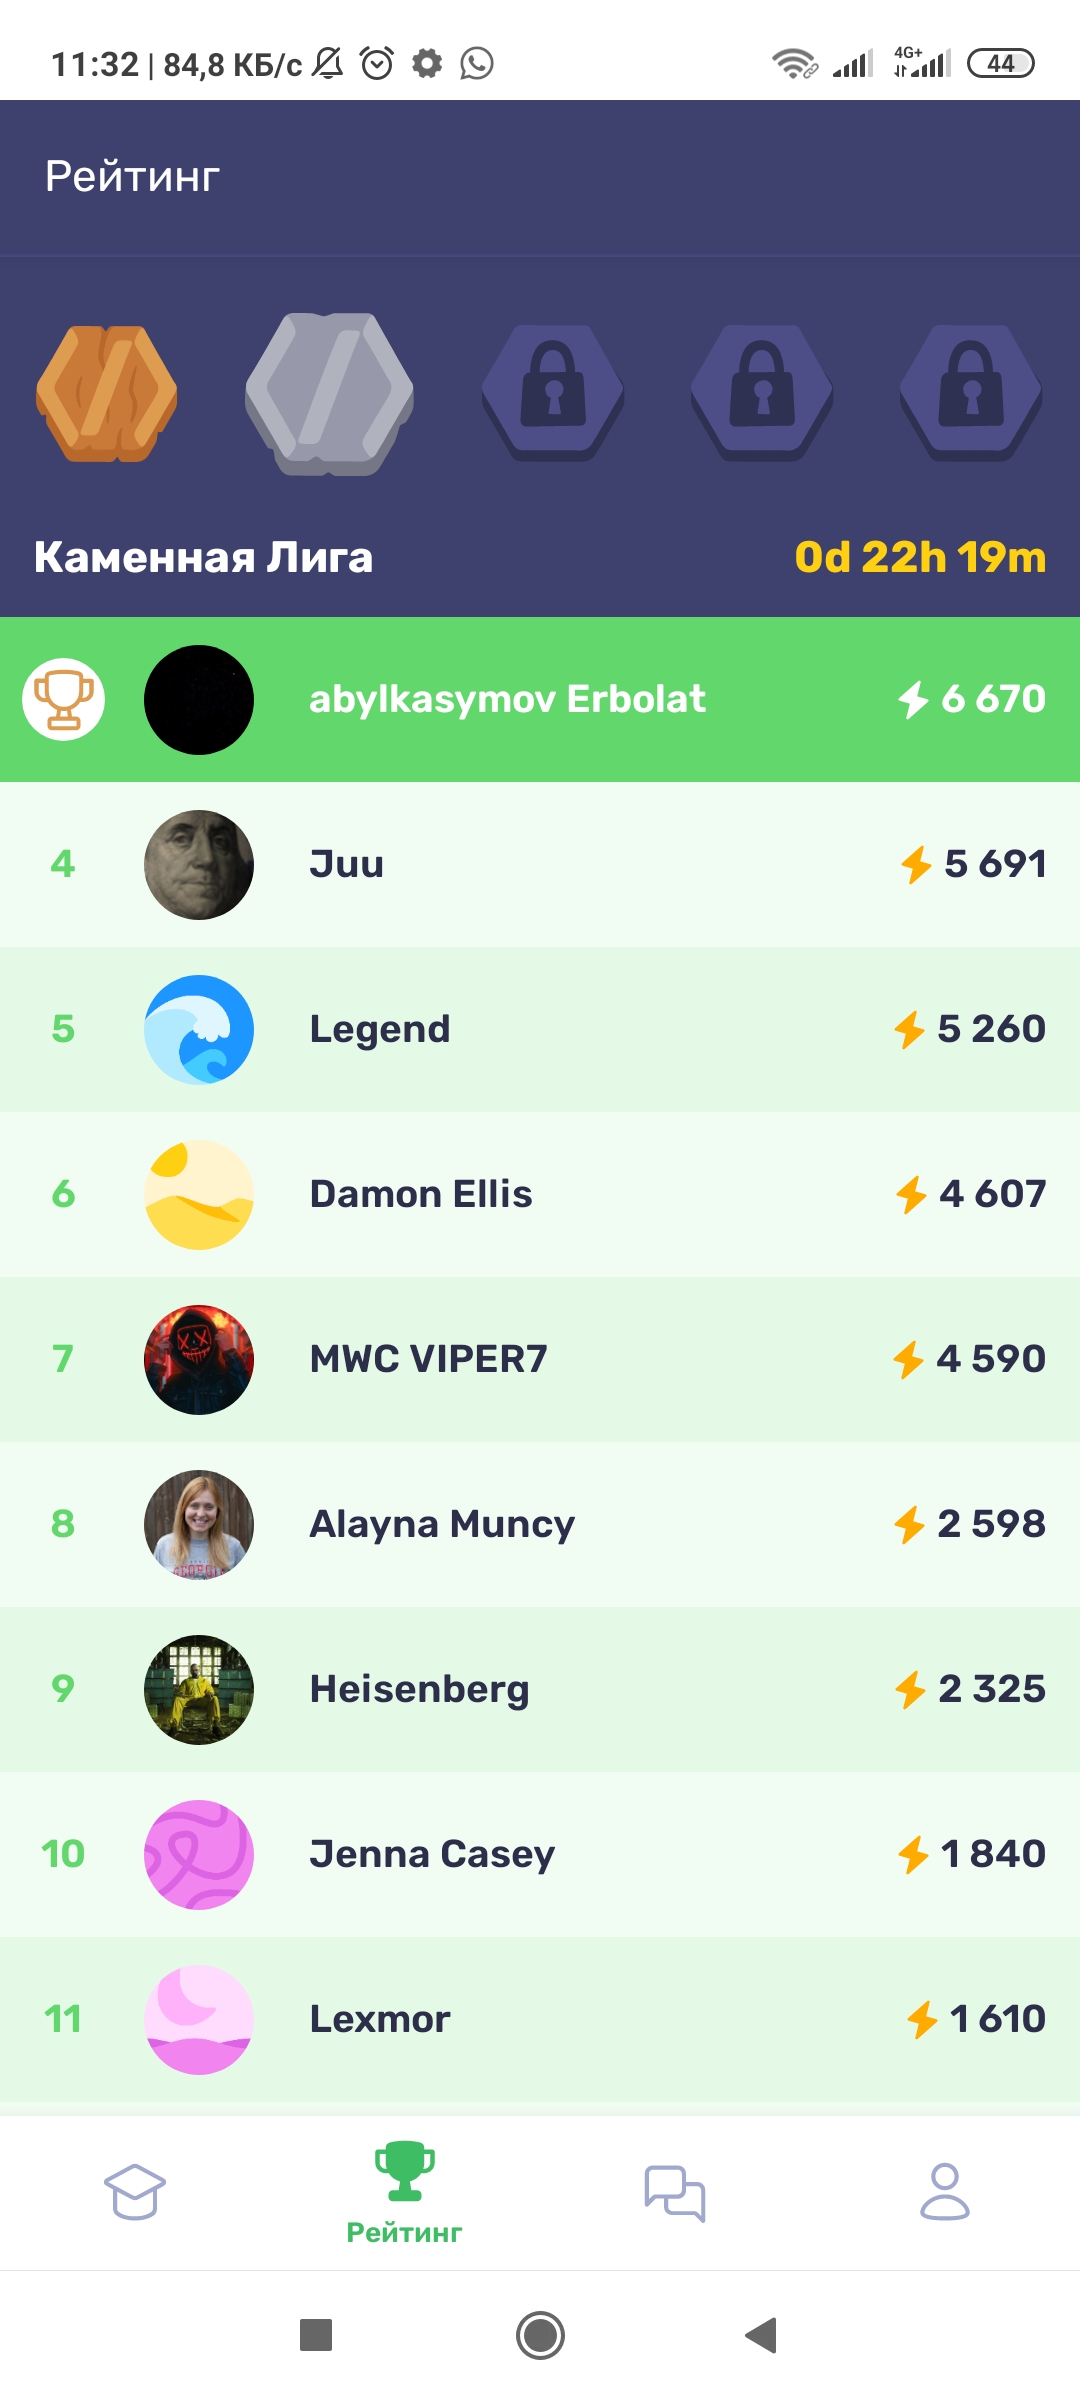 11:32 | 84,8 КБ/с 4G+ 44
Рейтинг
Каменная Лига 0d 22h 19m
abylkasymov Erbolat 6 670
4 Juu 5 691
5 Legend 5 260
6 Damon Ellis 4 607
7 MWC VIPER7 4 590
8 Alayna Muncy 2 598
9 Heisenberg 2 325
10 Jenna Casey 1 840
11 Lexmor 1 610
Рейтинг